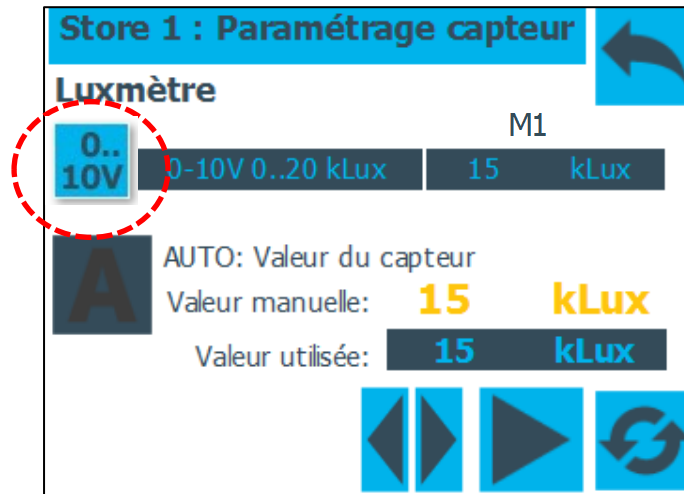 Store 1 : Paramétrage capteur
Luxmètre
M1
0..
10V
0-10V 0..20 kLux 15 kLux
A
AUTO: Valeur du capteur
Valeur manuelle: 15 kLux
Valeur utilisée: 15 kLux